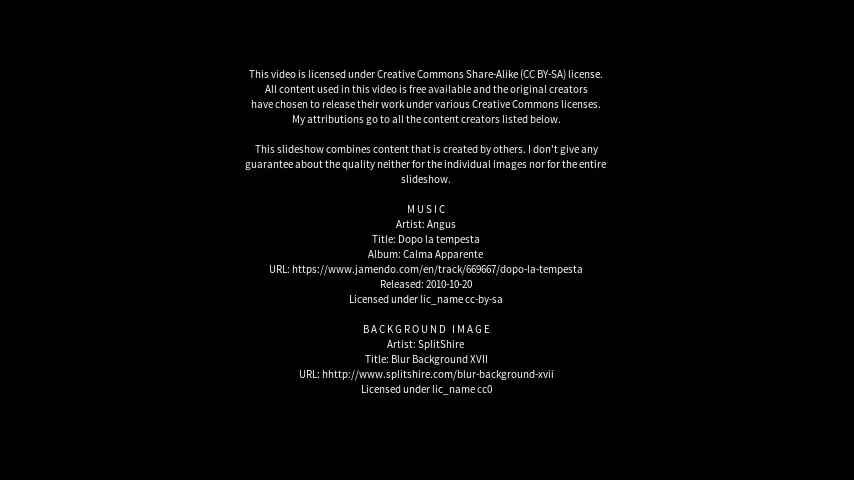 This video is licensed under Creative Commons Share-Alike (CC BY-SA) license.
All content used in this video is free available and the original creators
have chosen to release their work under various Creative Commons licenses.
My attributions go to all the content creators listed below.
This slideshow combines content that is created by others. I don't give any
guarantee about the quality neither for the individual images nor for the entire
slideshow.
MUSIC
Artist: Angus
Title: Dopo la tempesta
Album: Calma Apparente
URL: https://www.jamendo.com/en/track/669667/dopo-la-tempesta
Released: 2010-10-20
Licensed under lic_name cc-by-sa
BACKGROUND IMAGE
Artist: SplitShire
Title: Blur Background XVII
URL: hhttp://www.splitshire.com/blur-background-xvii
Licensed under lic_name cc0